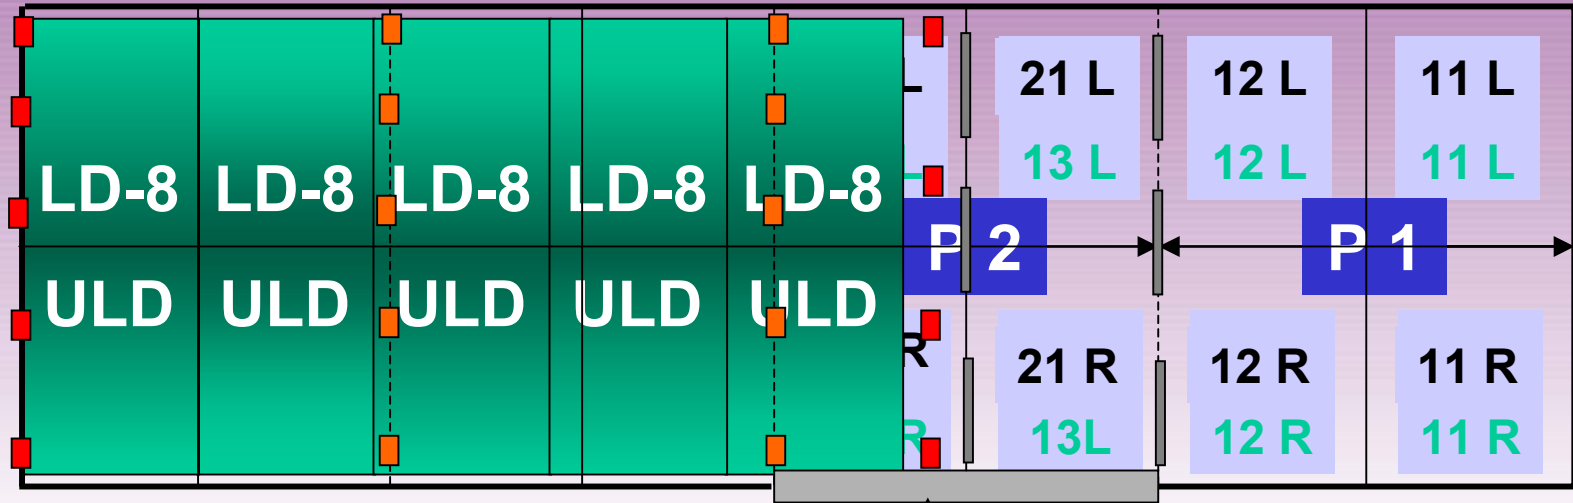 21 L 12 L 11 L
13 L 12 L 11 L
LD-8 LD-8 LD-8 LD-8 LD-8
P 2 P 1
ULD ULD ULD ULD ULD
R 21 R 12 R 11 R
R 13L 12 R 11 R